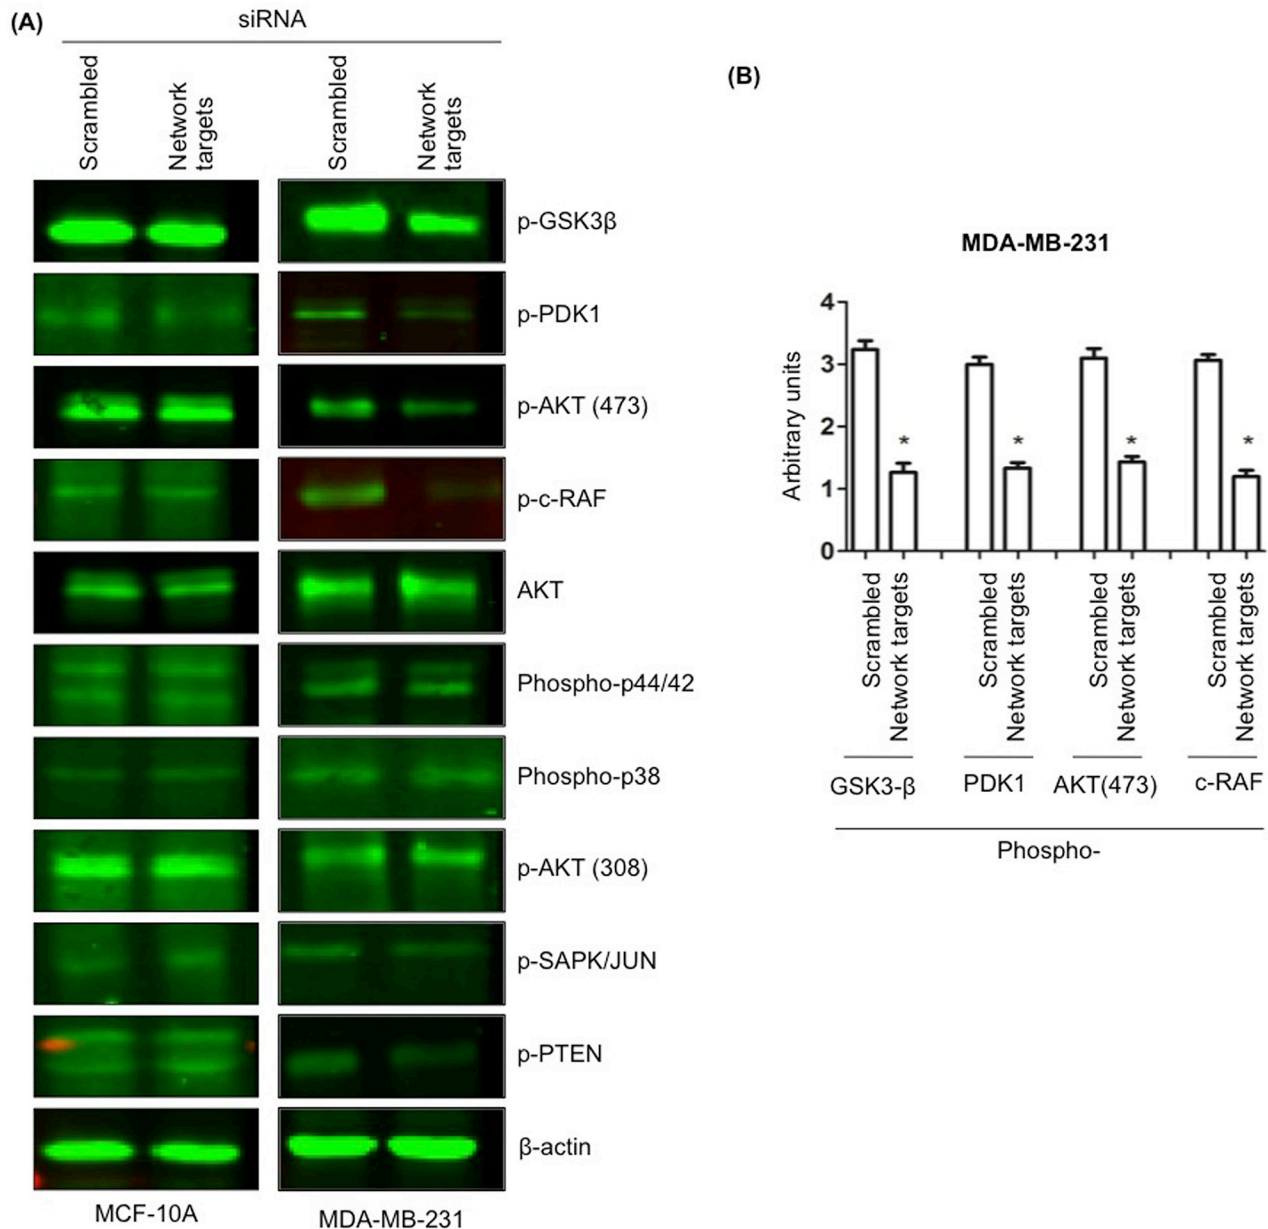 (A)
siRNA
Scrambled
Network
targets
Scrambled
Network
targets
p-GSK3β
p-PDK1
p-AKT (473)
p-c-RAF
AKT
Phospho-p44/42
Phospho-p38
p-AKT (308)
p-SAPK/JUN
p-PTEN
β-actin
MCF-10A
MDA-MB-231
(B)
MDA-MB-231
Arbitrary units
4
3
2
1
0
*
*
*
*
Scrambled
Network targets
Scrambled
Network targets
Scrambled
Network targets
Scrambled
Network targets
GSK3-β
PDK1
AKT(473)
c-RAF
Phospho-